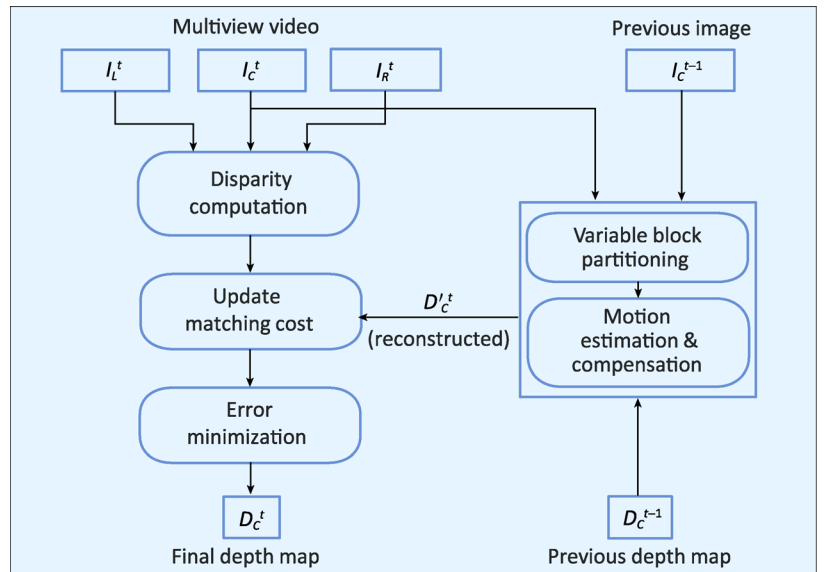 Multiview video
Previous image
I_L^t
I_C^t
I_R^t
I_C^{t–1}
Disparity
computation
Variable block
partitioning
Update
matching cost
D′_C^t
(reconstructed)
Motion
estimation &
compensation
Error
minimization
D_C^t
D_C^{t–1}
Final depth map
Previous depth map